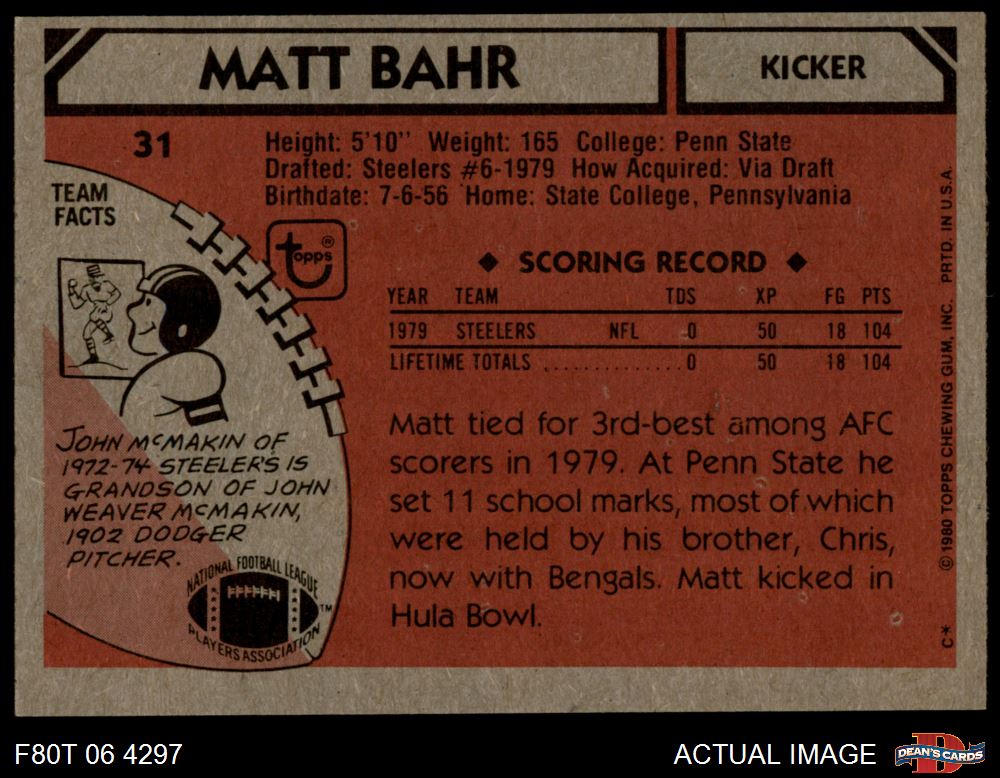 MATT BAHR
KICKER
31
Height: 5'10'' Weight: 165 College: Penn State
Drafted: Steelers #6-1979 How Acquired: Via Draft
Birthdate: 7-6-56 Home: State College, Pennsylvania
TEAM
FACTS
topps®
◆ SCORING RECORD ◆
YEAR TEAM TDS XP FG PTS
1979 STEELERS NFL 0 50 18 104
LIFETIME TOTALS ............. 0 50 18 104
Matt tied for 3rd-best among AFC
scorers in 1979. At Penn State he
set 11 school marks, most of which
were held by his brother, Chris,
now with Bengals. Matt kicked in
Hula Bowl.
JOHN McMAKIN OF
1972-74 STEELERS IS
GRANDSON OF JOHN
WEAVER McMAKIN,
1902 DODGER
PITCHER.
NATIONAL FOOTBALL LEAGUE
PLAYERS ASSOCIATION
TM
C* © 1980 TOPPS CHEWING GUM, INC. PRTD. IN U.S.A.
F80T 06 4297
ACTUAL IMAGE
D
DEAN'S CARDS